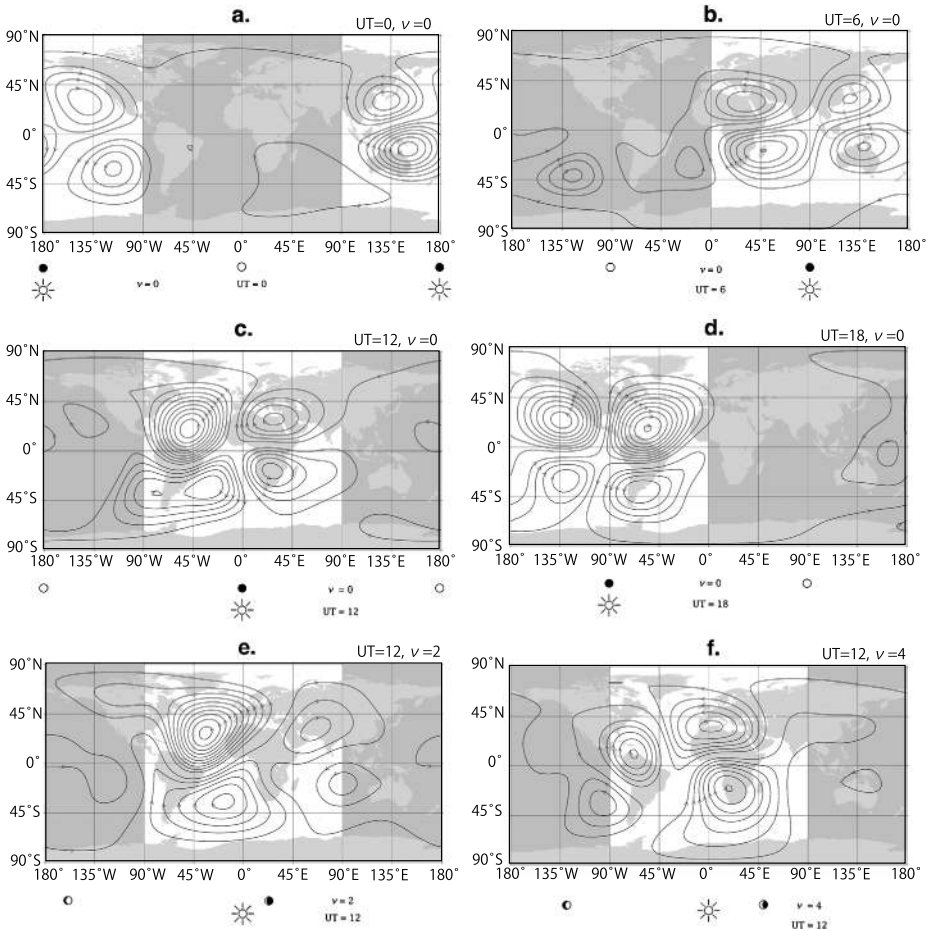 a.
UT=0, ν=0
90˚N
45˚N
0˚
45˚S
90˚S
180˚ 135˚W 90˚W 45˚W 0˚ 45˚E 90˚E 135˚E 180˚
ν=0 UT = 0
b.
UT=6, ν=0
90˚N
45˚N
0˚
45˚S
90˚S
180˚ 135˚W 90˚W 45˚W 0˚ 45˚E 90˚E 135˚E 180˚
ν=0
UT = 6
c.
UT=12, ν=0
90˚N
45˚N
0˚
45˚S
90˚S
180˚ 135˚W 90˚W 45˚W 0˚ 45˚E 90˚E 135˚E 180˚
ν=0
UT = 12
d.
UT=18, ν=0
90˚N
45˚N
0˚
45˚S
90˚S
180˚ 135˚W 90˚W 45˚W 0˚ 45˚E 90˚E 135˚E 180˚
ν=0
UT = 18
e.
UT=12, ν=2
90˚N
45˚N
0˚
45˚S
90˚S
180˚ 135˚W 90˚W 45˚W 0˚ 45˚E 90˚E 135˚E 180˚
ν=2
UT = 12
f.
UT=12, ν=4
90˚N
45˚N
0˚
45˚S
90˚S
180˚ 135˚W 90˚W 45˚W 0˚ 45˚E 90˚E 135˚E 180˚
ν=4
UT = 12